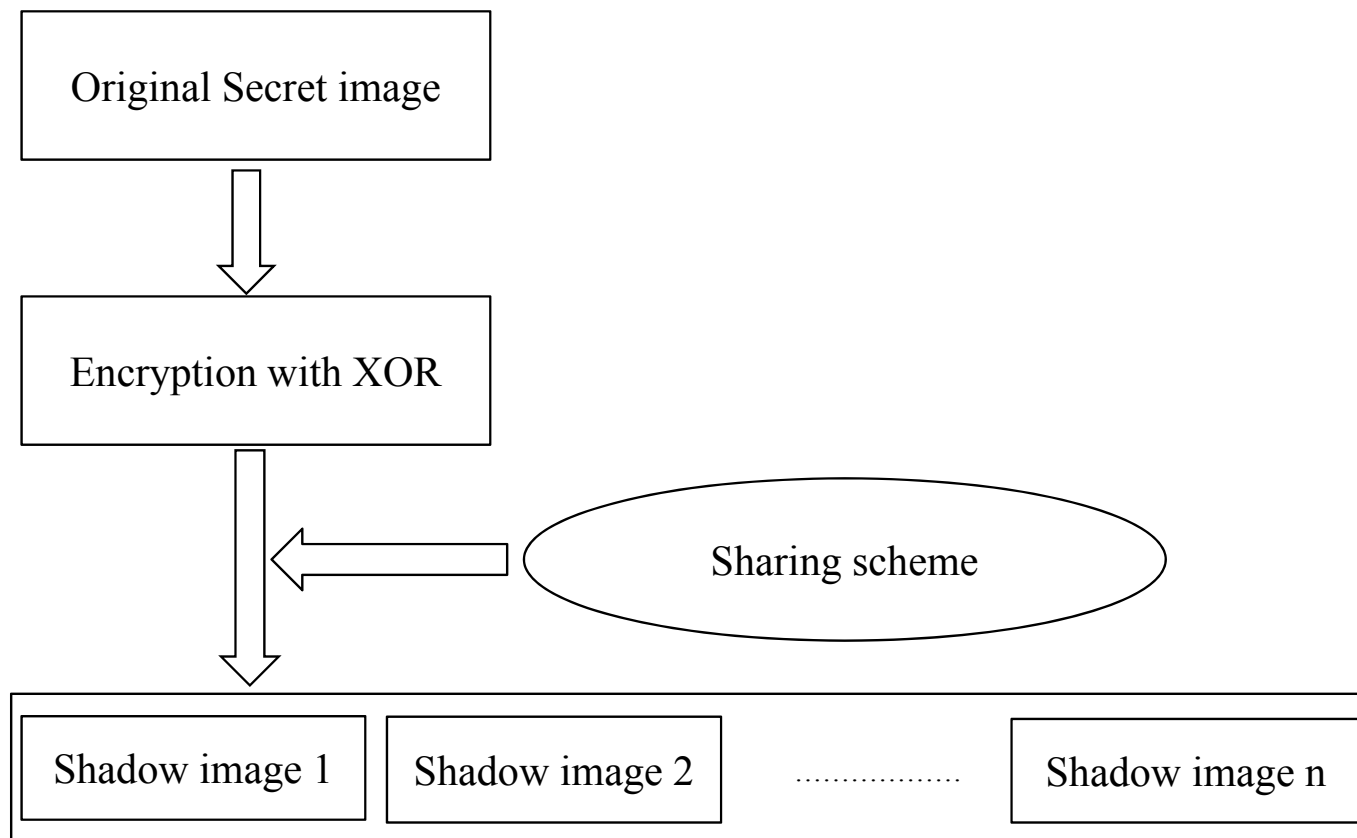 Original Secret image
Encryption with XOR
Sharing scheme
Shadow image 1
Shadow image 2
..................
Shadow image n